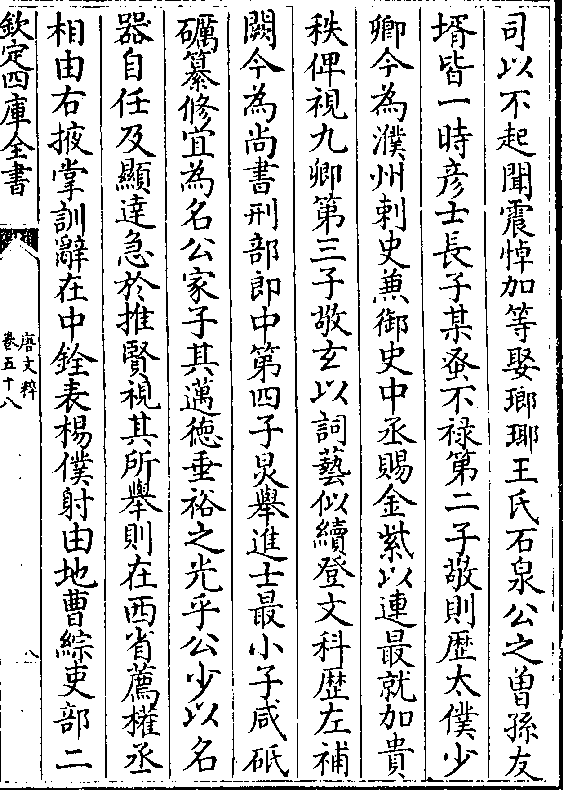 司以不起聞震悼加等娶瑯琊王氏石泉公之曽孫友
壻皆一時彦士長子某蚤不禄第二子敬則歴太僕少
卿今為濮州刺史兼御史中丞賜金紫以連最就加貴
秩俾視九卿第三子敬玄以詞藝似續登文科歴左補
闕今為尚書刑部郎中第四子炅舉進士最小子咸砥
礪纂修宜為名公家子其邁徳垂裕之光乎公少以名
器自任及顯達急於推賢視其所舉則在西省薦權丞
相由右掖掌訓辭在中銓表楊僕射由地曹綜吏部二
欽定四庫全書
唐文粹
卷五十八
八